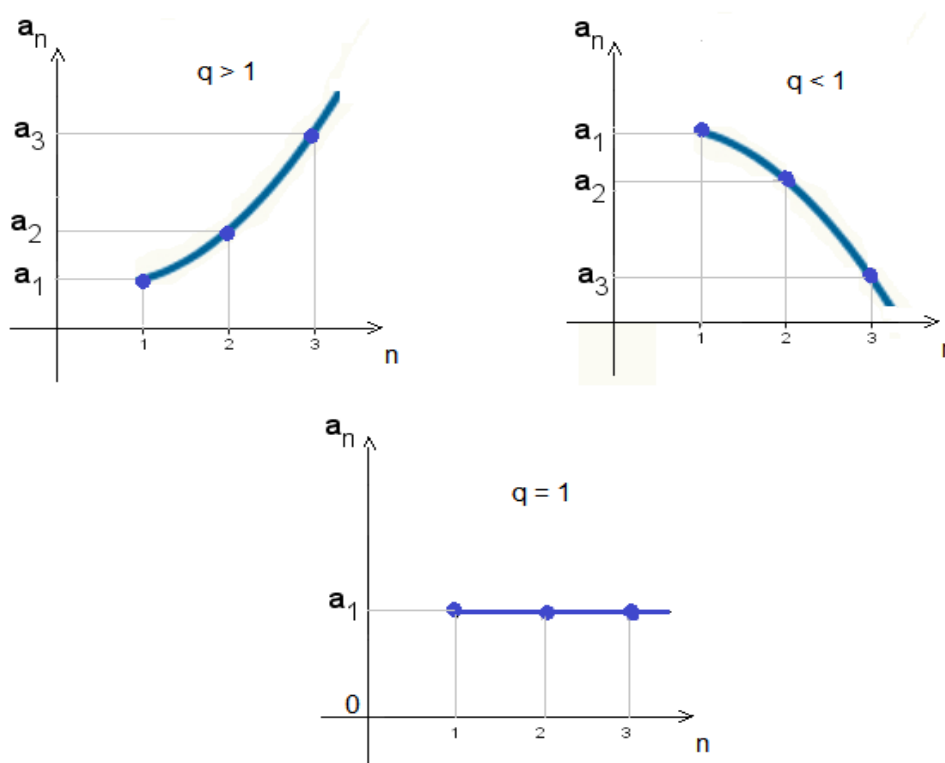 aₙ
q > 1
a₃
a₂
a₁
1 2 3
n
aₙ
q < 1
a₁
a₂
a₃
1 2 3
aₙ
q = 1
a₁
0
1 2 3
n